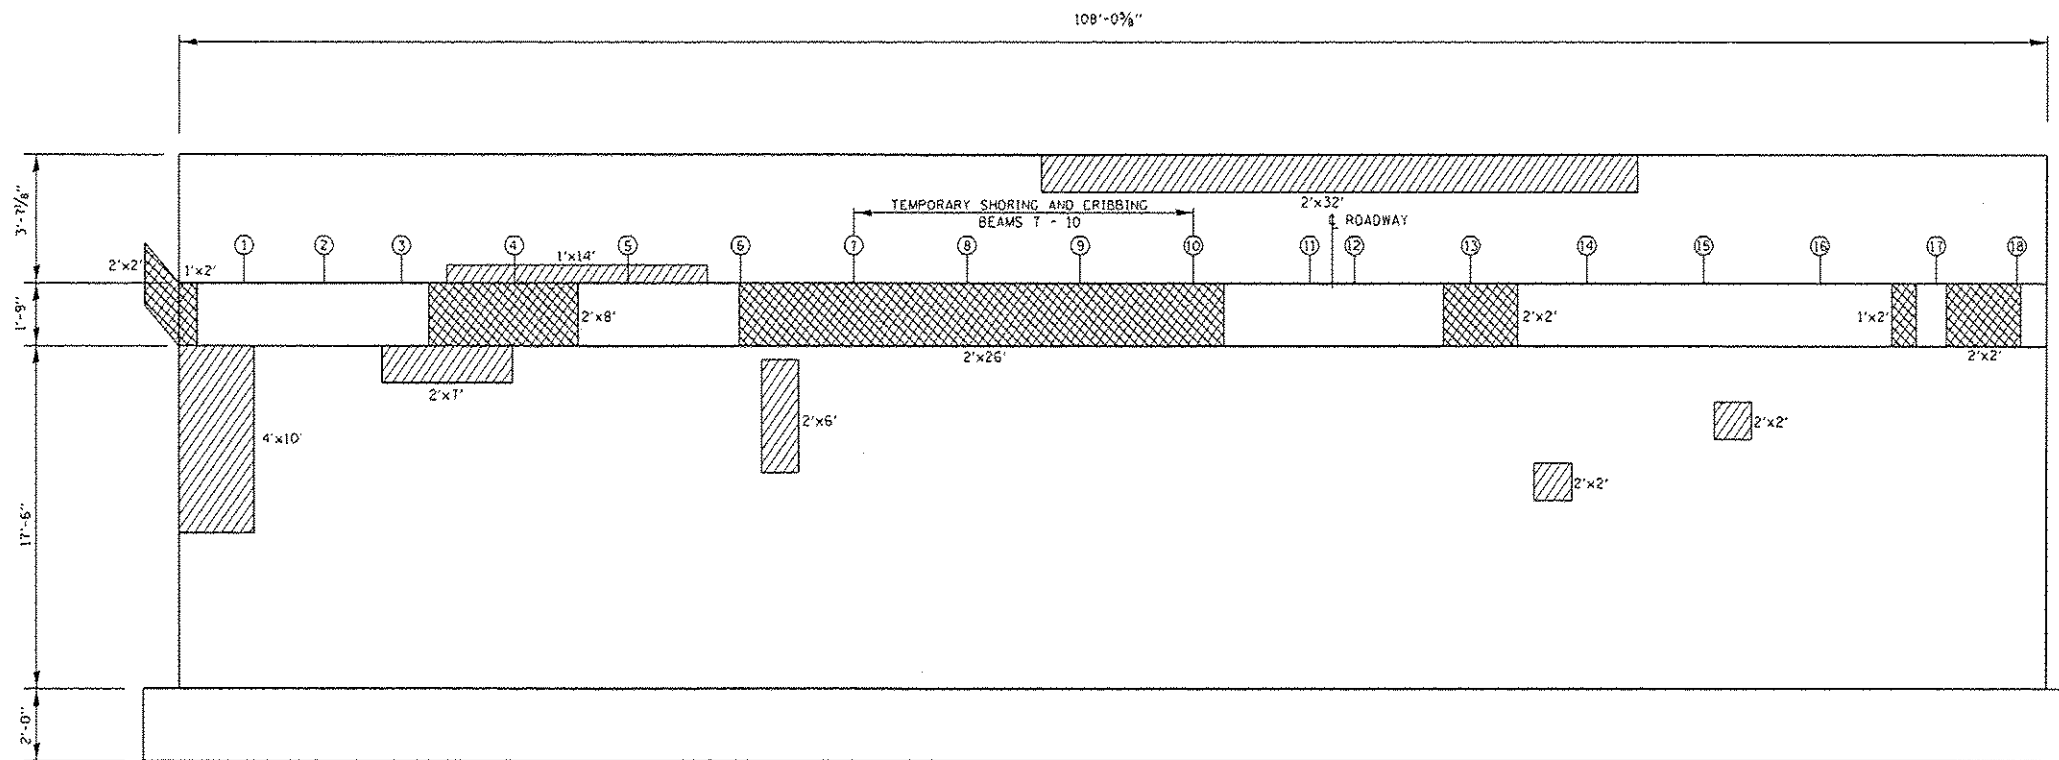 108'-0⅜"
3'-7⅞"
2'x32'
TEMPORARY SHORING AND CRIBBING
BEAMS 7 - 10
℄ ROADWAY
1 2 3 4 5 6 7 8 9 10 11 12 13 14 15 16 17 18
2'x2'
1'x2'
1'x14'
1'-9"
2'x8'
2'x2'
1'x2'
2'x26'
2'x2'
2'x7'
2'x6'
2'x2'
4'x10'
2'x2'
17'-6"
2'-0"